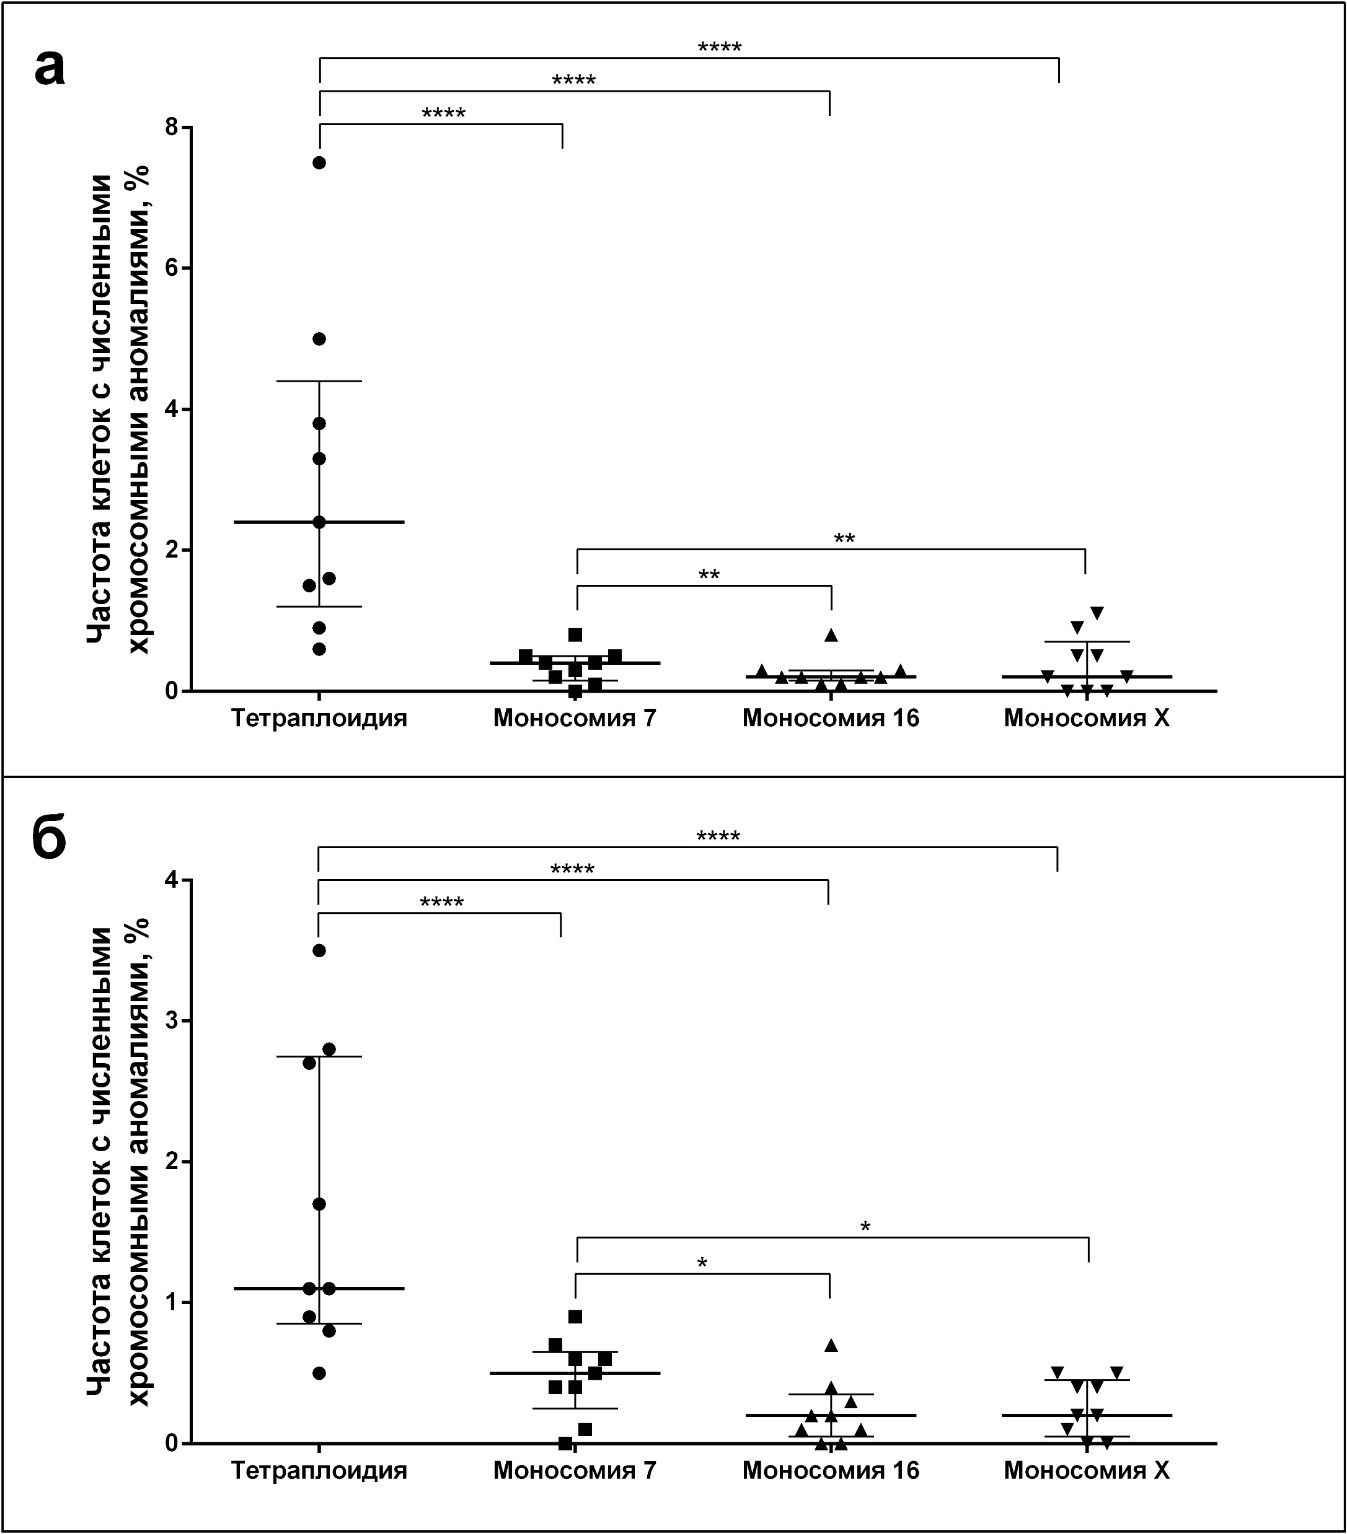 а
****
****
****
8
6
4
2
0
Частота клеток с численными
хромосомными аномалиями, %
**
**
Тетраплоидия Моносомия 7 Моносомия 16 Моносомия X
б
****
****
****
4
3
2
1
0
Частота клеток с численными
хромосомными аномалиями, %
*
*
Тетраплоидия Моносомия 7 Моносомия 16 Моносомия X